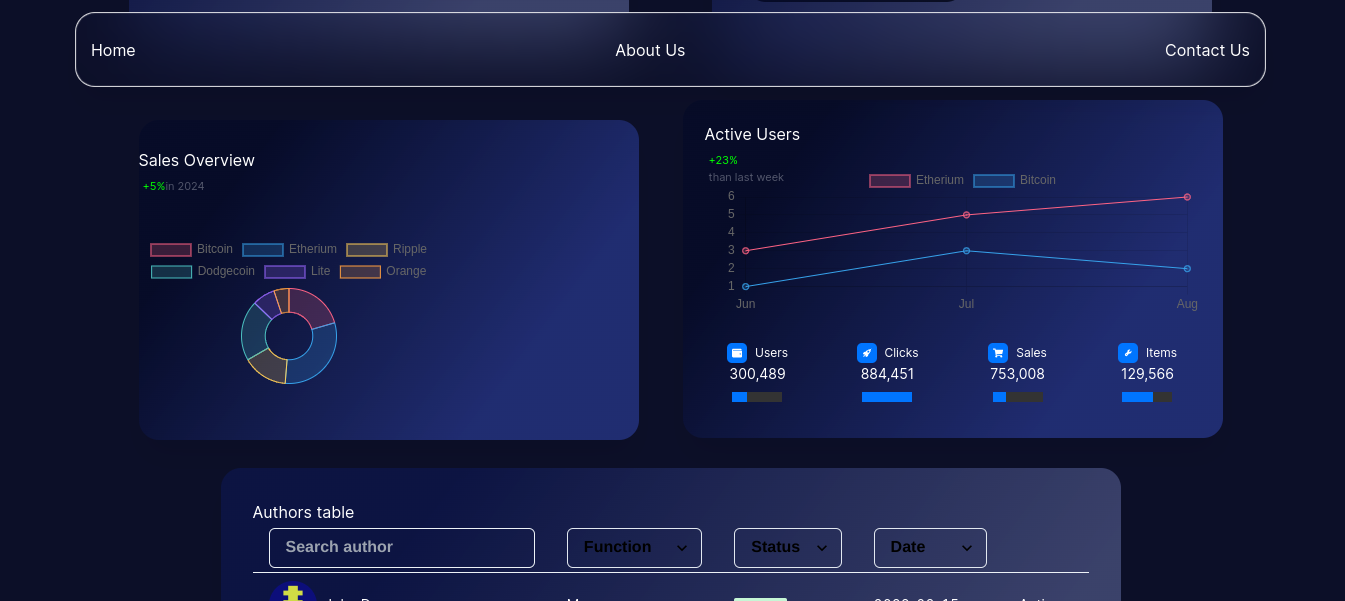 Home About Us Contact Us
Sales Overview
+5%in 2024
Bitcoin Etherium Ripple
Dodgecoin Lite Orange
Active Users
+23%
than last week
Etherium Bitcoin
6
5
4
3
2
1
Jun Jul Aug
Users Clicks Sales Items
300,489 884,451 753,008 129,566
Authors table
Search author Function Status Date